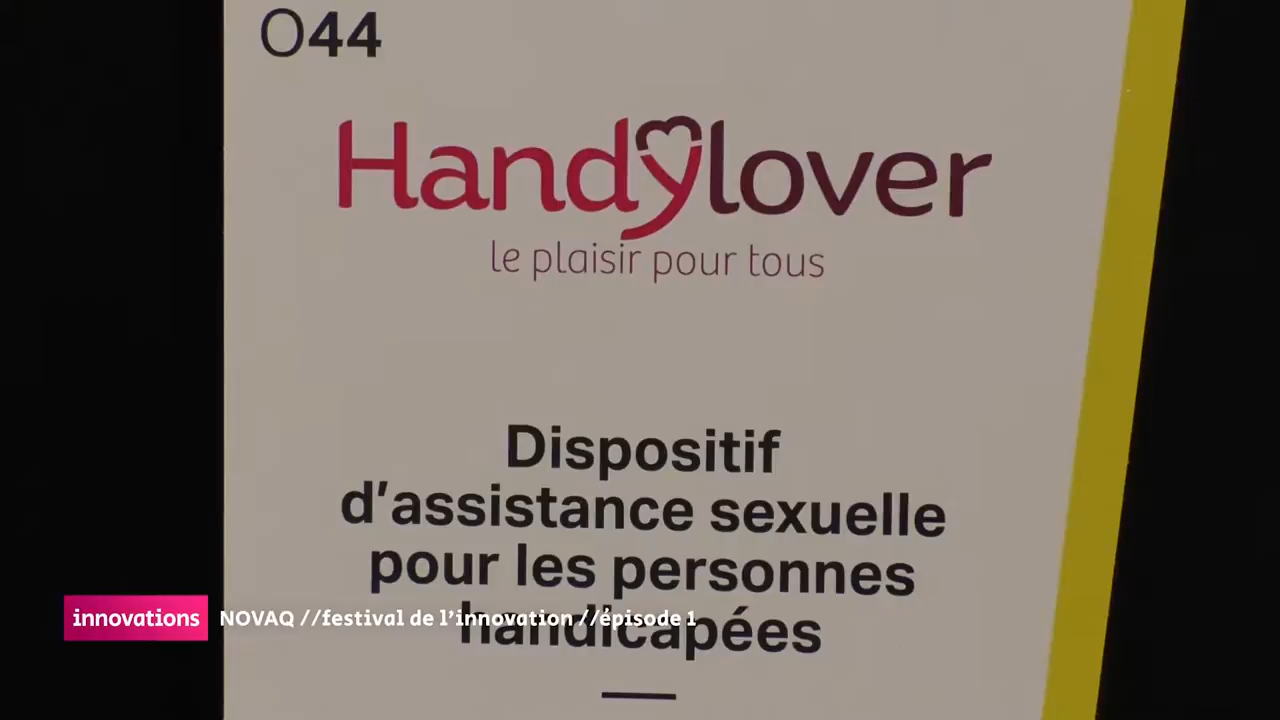 O44
Handylover
le plaisir pour tous
Dispositif
d'assistance sexuelle
pour les personnes
handicapées
innovations NOVAQ //festival de l'innovation //épisode 1